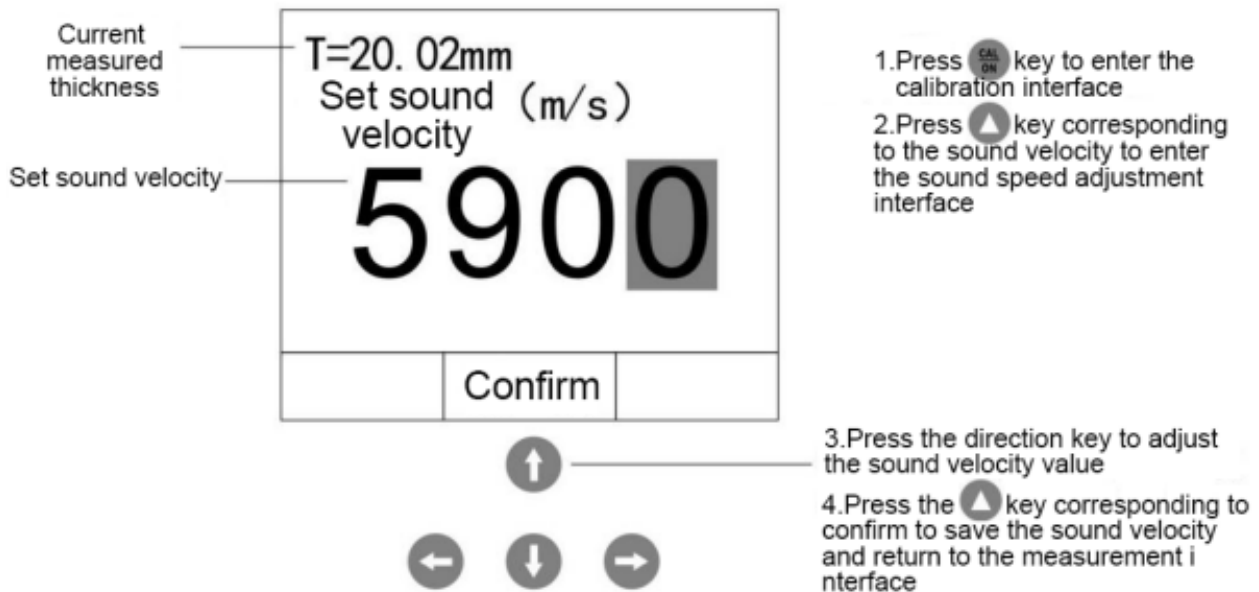 Current
measured
thickness
T=20. 02mm
Set sound (m/s)
velocity
Set sound velocity
5900
Confirm
1.Press CAL ON key to enter the
calibration interface
2.Press key corresponding
to the sound velocity to enter
the sound speed adjustment
interface
3.Press the direction key to adjust
the sound velocity value
4.Press the key corresponding to
confirm to save the sound velocity
and return to the measurement i
nterface